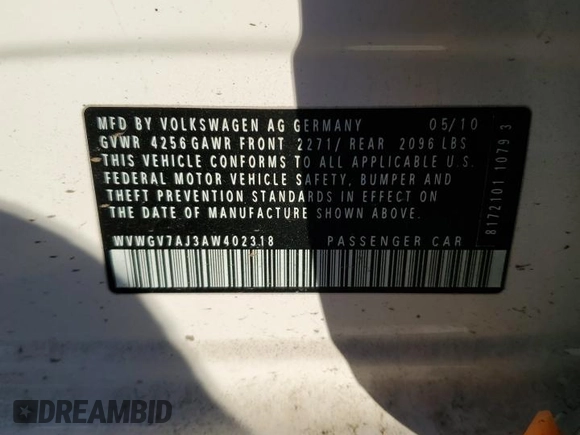 MFD BY VOLKSWAGEN AG GERMANY 05/10
GVWR 4256 GAWR FRONT 2271/ REAR 2096 LBS
THIS VEHICLE CONFORMS TO ALL APPLICABLE U.S.
FEDERAL MOTOR VEHICLE SAFETY, BUMPER AND
THEFT PREVENTION STANDARDS IN EFFECT ON
THE DATE OF MANUFACTURE SHOWN ABOVE
WVWGV7AJ3AW402318 PASSENGER CAR
8172101 1079 3
DREAMBID